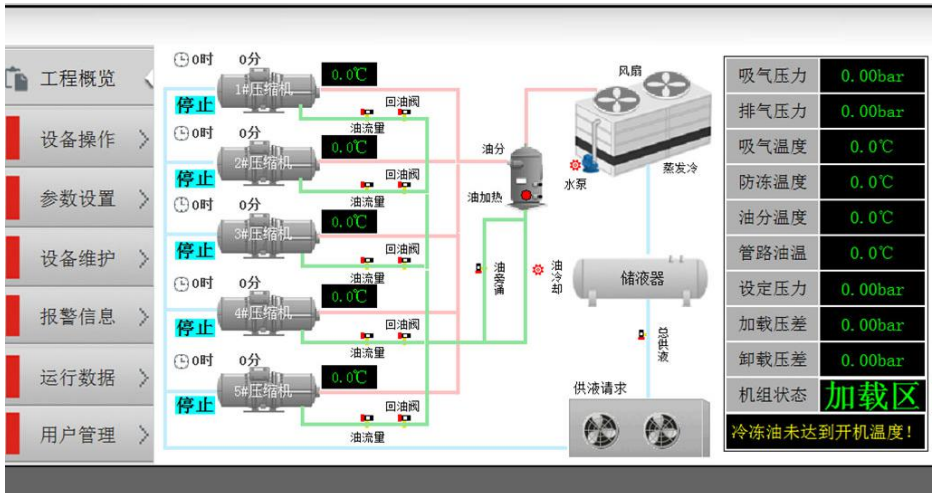 工程概览
设备操作
参数设置
设备维护
报警信息
运行数据
用户管理
0时 0分
1#压缩机
0.0℃
停止
回油阀
油流量
0时 0分
2#压缩机
0.0℃
停止
回油阀
油流量
0时 0分
3#压缩机
0.0℃
停止
回油阀
油流量
0时 0分
4#压缩机
0.0℃
停止
回油阀
油流量
0时 0分
5#压缩机
0.0℃
停止
回油阀
油流量
油分
油加热
油旁通
油冷却
风扇
水泵
蒸发冷
储液器
总供液
供液请求
吸气压力 0.00bar
排气压力 0.00bar
吸气温度 0.0℃
防冻温度 0.0℃
油分温度 0.0℃
管路油温 0.0℃
设定压力 0.00bar
加载压差 0.00bar
卸载压差 0.00bar
机组状态 加载区
冷冻油未达到开机温度！